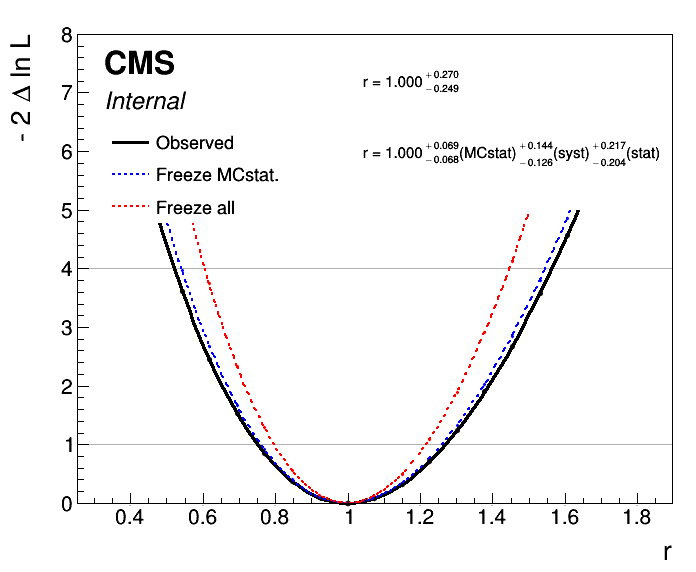 - 2 Δ ln L
8
7
6
5
4
3
2
1
0
CMS
Internal
Observed
Freeze MCstat.
Freeze all
r = 1.000 +0.270 −0.249
r = 1.000 +0.069 −0.068 (MCstat) +0.144 −0.126 (syst) +0.217 −0.204 (stat)
0.4 0.6 0.8 1 1.2 1.4 1.6 1.8
r